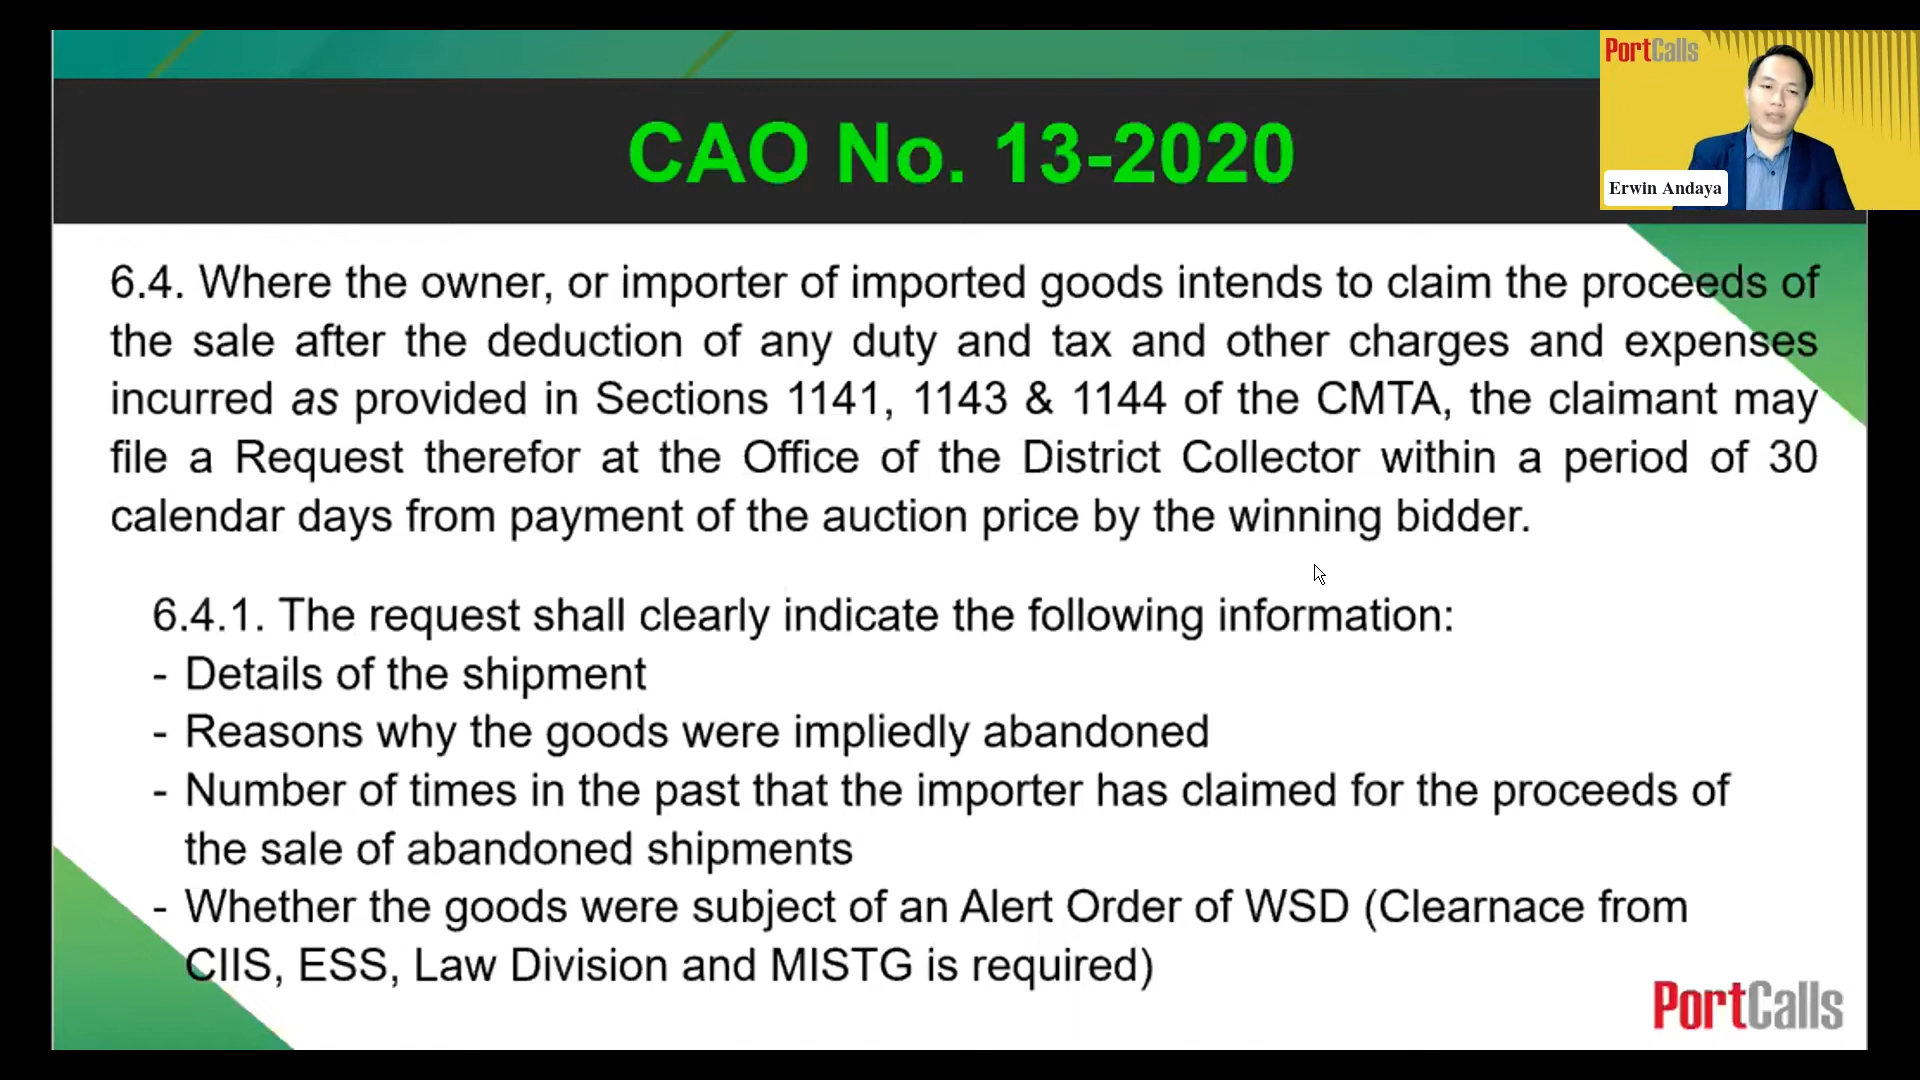 PortCalls
CAO No. 13-2020
Erwin Andaya
6.4. Where the owner, or importer of imported goods intends to claim the proceeds of
the sale after the deduction of any duty and tax and other charges and expenses
incurred as provided in Sections 1141, 1143 & 1144 of the CMTA, the claimant may
file a Request therefor at the Office of the District Collector within a period of 30
calendar days from payment of the auction price by the winning bidder.
6.4.1. The request shall clearly indicate the following information:
- Details of the shipment
- Reasons why the goods were impliedly abandoned
- Number of times in the past that the importer has claimed for the proceeds of
the sale of abandoned shipments
- Whether the goods were subject of an Alert Order of WSD (Clearnace from
CIIS, ESS, Law Division and MISTG is required)
PortCalls